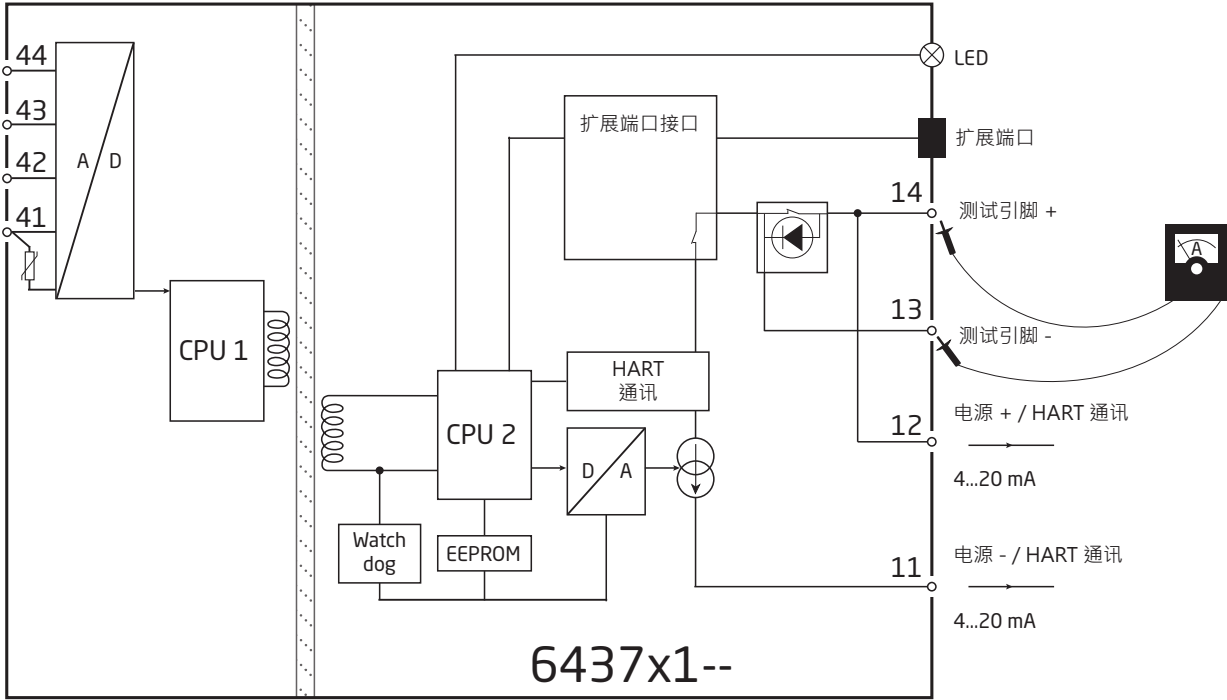 44
43
42
41
A
D
CPU 1
LED
扩展端口接口
扩展端口
14
测试引脚 +
A
13
测试引脚 -
HART
通讯
CPU 2
12
电源 + / HART 通讯
4...20 mA
D
A
Watch
dog
EEPROM
11
电源 - / HART 通讯
4...20 mA
6437x1--